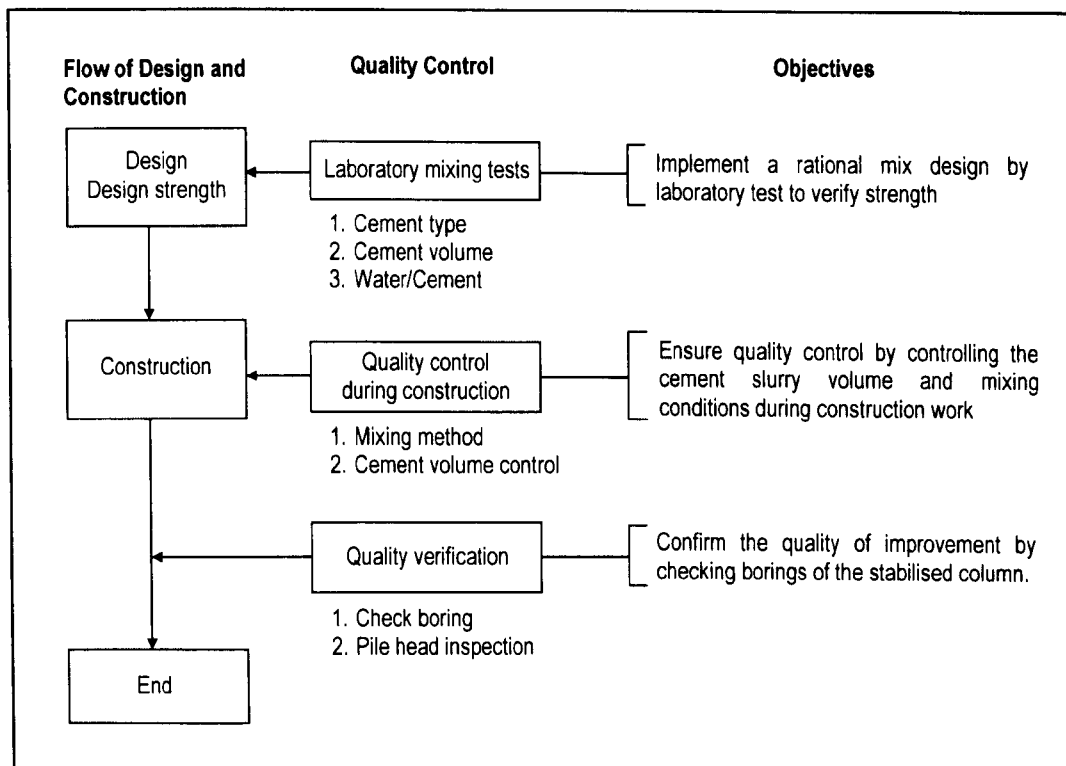 Flow of Design and
Construction
Quality Control
Objectives
Design
Design strength
Laboratory mixing tests
1. Cement type
2. Cement volume
3. Water/Cement
Implement a rational mix design by
laboratory test to verify strength
Construction
Quality control
during construction
1. Mixing method
2. Cement volume control
Ensure quality control by controlling the
cement slurry volume and mixing
conditions during construction work
Quality verification
1. Check boring
2. Pile head inspection
Confirm the quality of improvement by
checking borings of the stabilised column.
End